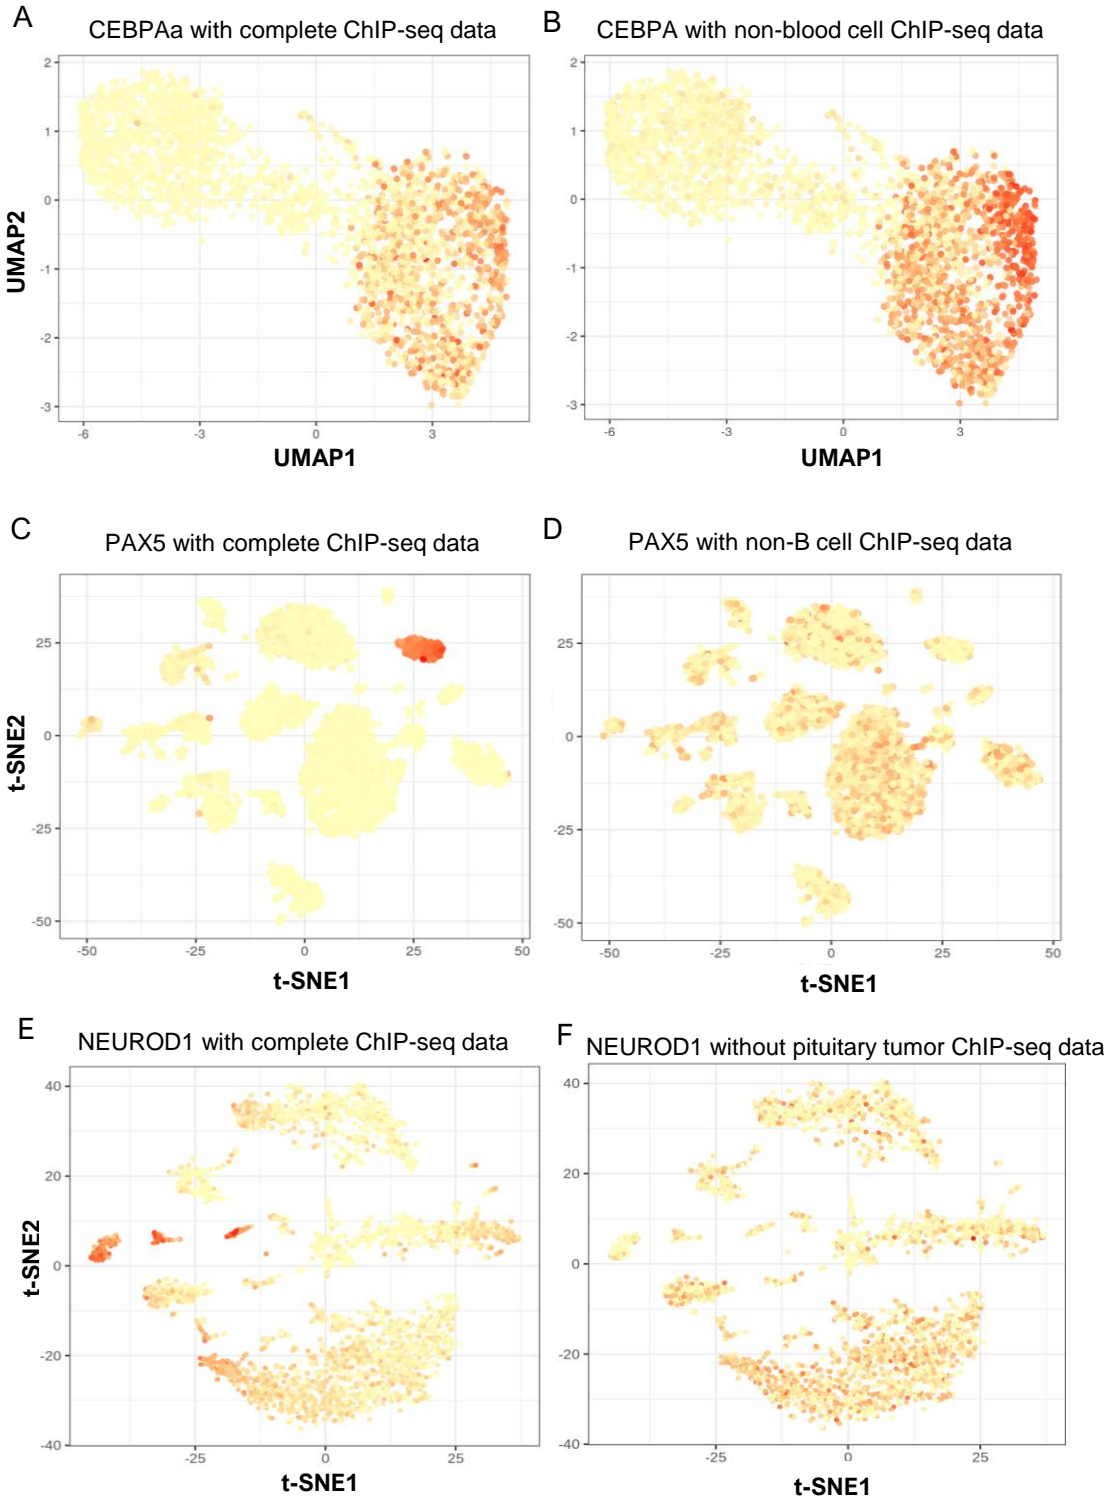 A
CEBPAa with complete ChIP-seq data
B
CEBPA with non-blood cell ChIP-seq data
2
1
0
-1
-2
-3
UMAP2
-6
-3
0
3
UMAP1
2
1
0
-1
-2
-3
-6
-3
0
3
UMAP1
C
PAX5 with complete ChIP-seq data
D
PAX5 with non-B cell ChIP-seq data
25
0
-25
-50
t-SNE2
-50
-25
0
25
50
t-SNE1
25
0
-25
-50
-50
-25
0
25
50
t-SNE1
E
NEUROD1 with complete ChIP-seq data
F
NEUROD1 without pituitary tumor ChIP-seq data
40
20
0
-20
-40
t-SNE2
-25
0
25
t-SNE1
40
20
0
-20
-40
-25
0
25
t-SNE1